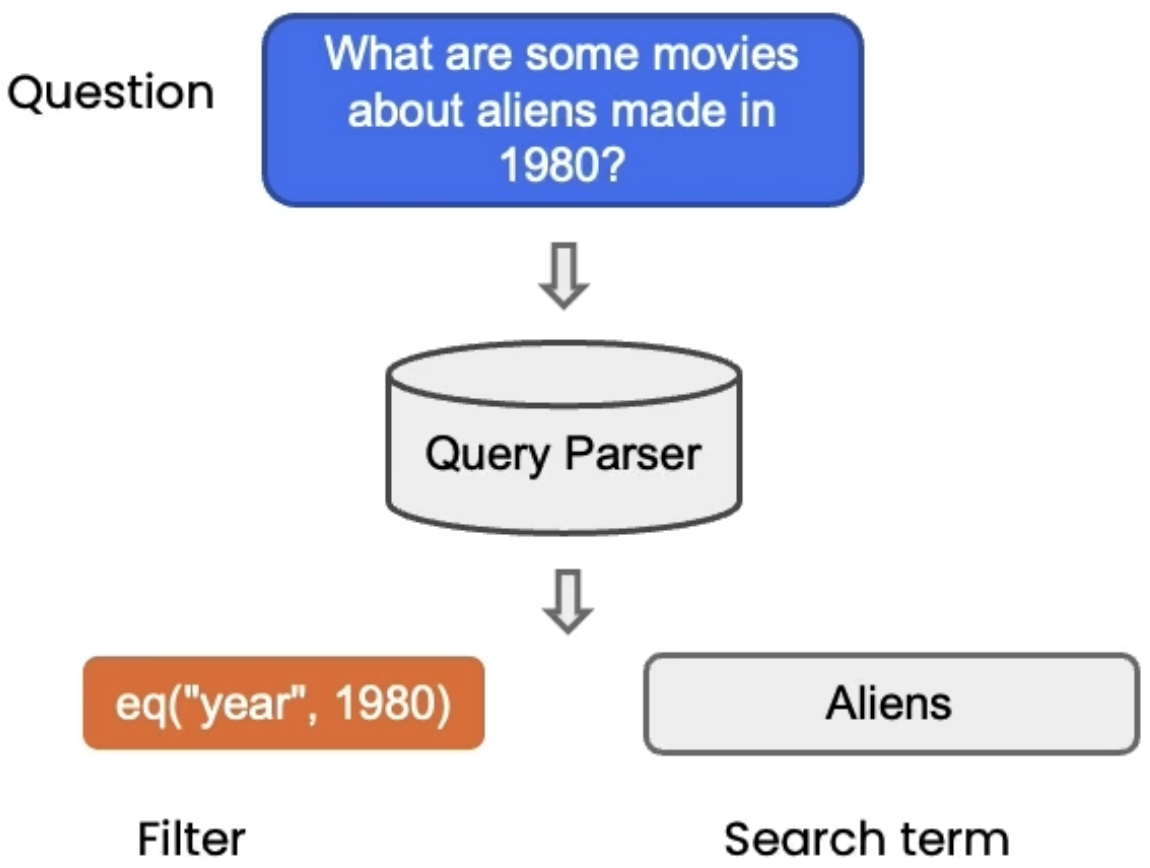 Question
What are some movies
about aliens made in
1980?
Query Parser
eq("year", 1980)
Aliens
Filter
Search term